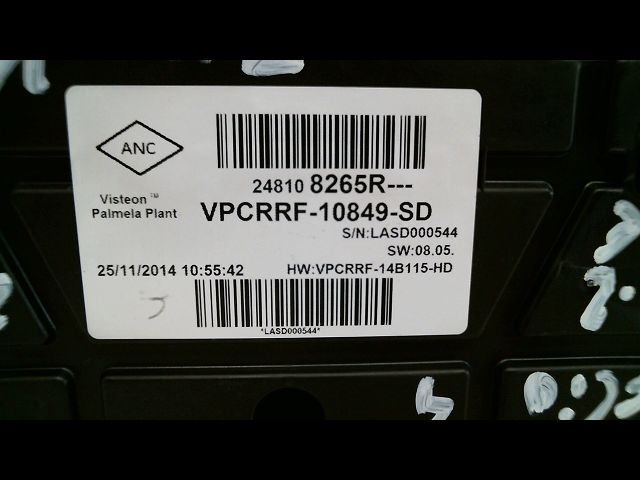 ANC
Visteon™
Palmela Plant
24810 8265R---
VPCRRF-10849-SD
S/N:LASD000544
SW:08.05.
25/11/2014 10:55:42
HW:VPCRRF-14B115-HD
*LASD000544*